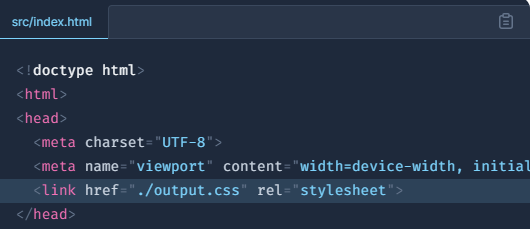 src/index.html
<!doctype html>
<html>
<head>
  <meta charset="UTF-8">
  <meta name="viewport" content="width=device-width, initial
  <link href="./output.css" rel="stylesheet">
</head>